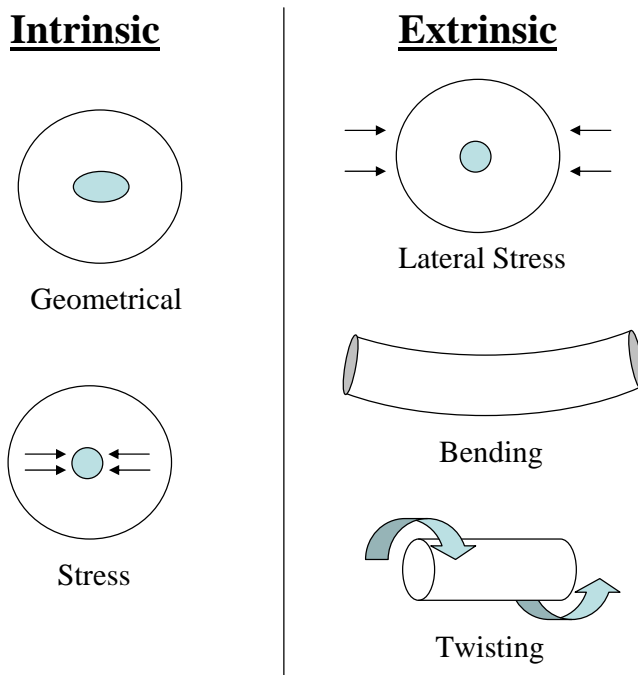 Intrinsic
Geometrical
Stress
Extrinsic
Lateral Stress
Bending
Twisting